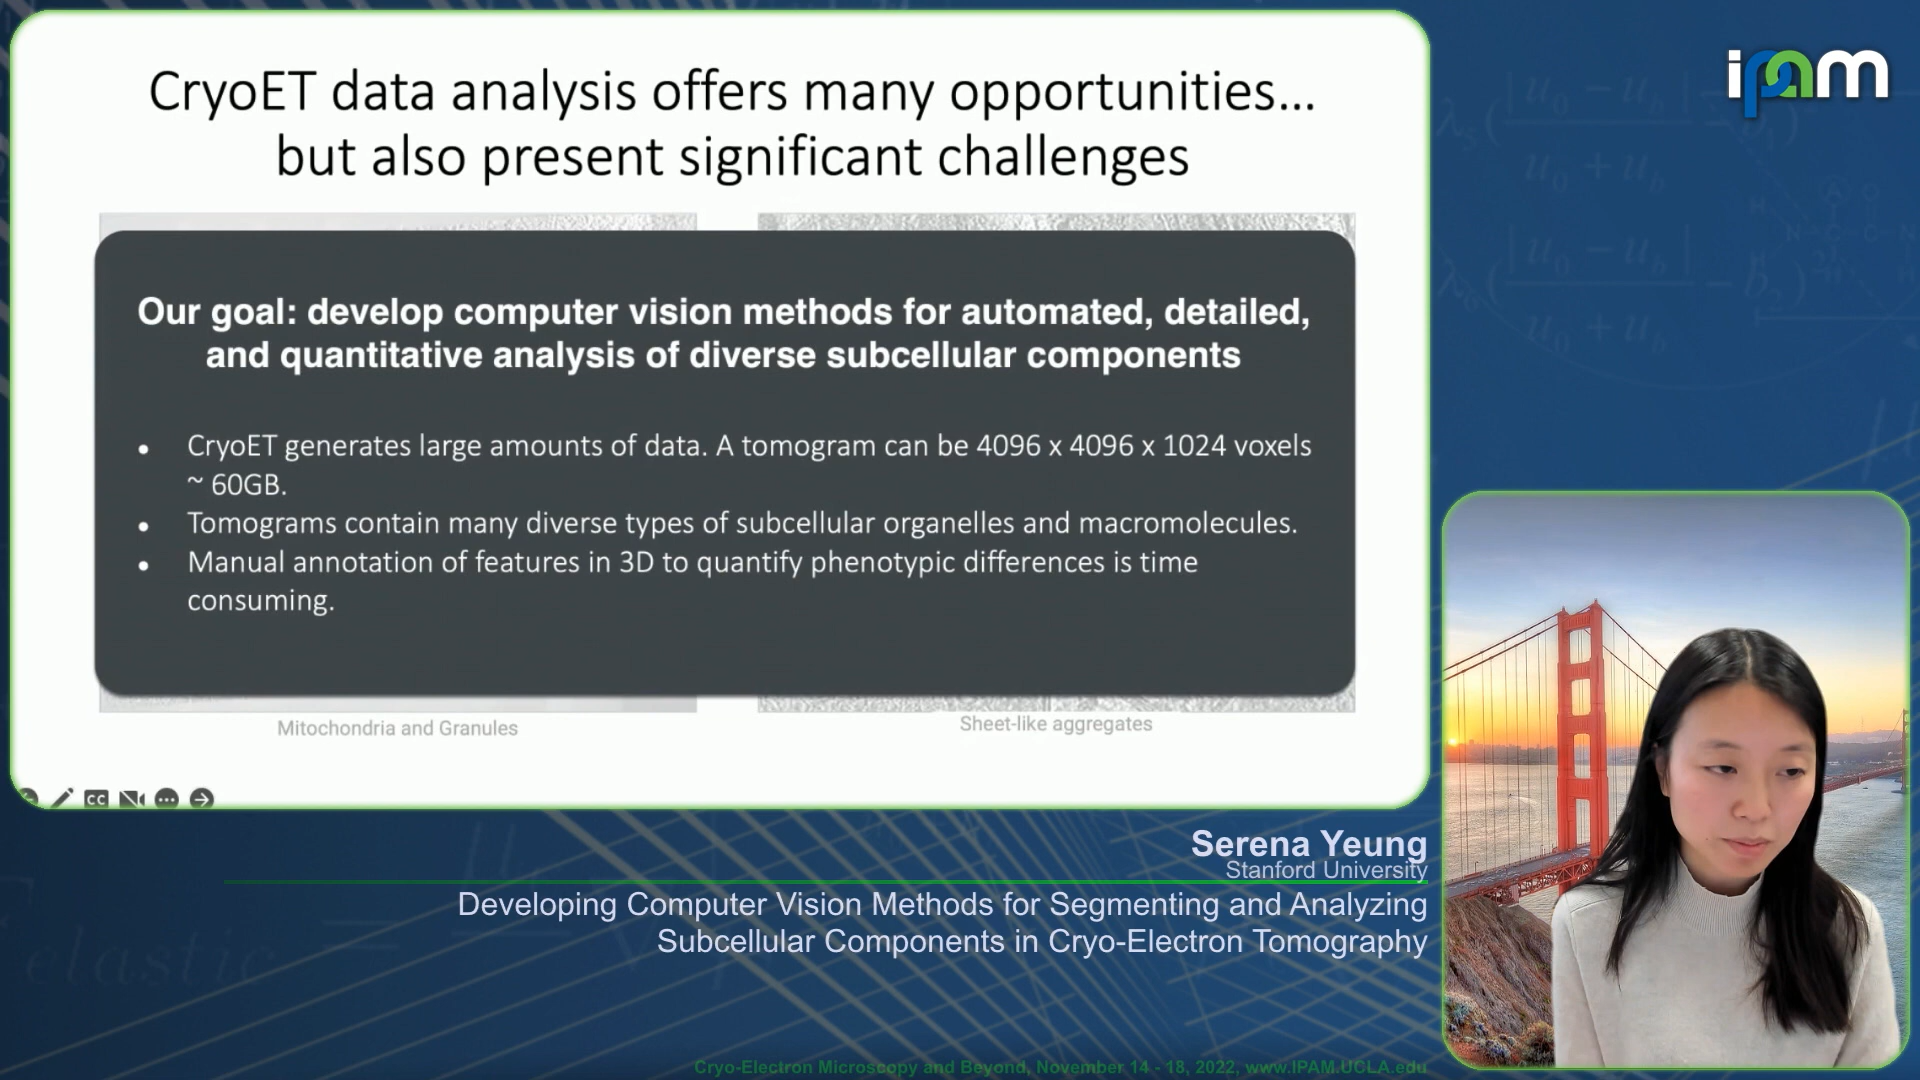 CryoET data analysis offers many opportunities...
but also present significant challenges
Our goal: develop computer vision methods for automated, detailed,
and quantitative analysis of diverse subcellular components
• CryoET generates large amounts of data. A tomogram can be 4096 x 4096 x 1024 voxels
~ 60GB.
• Tomograms contain many diverse types of subcellular organelles and macromolecules.
• Manual annotation of features in 3D to quantify phenotypic differences is time
consuming.
Mitochondria and Granules
Sheet-like aggregates
CC
ipam
Serena Yeung
Stanford University
Developing Computer Vision Methods for Segmenting and Analyzing
Subcellular Components in Cryo-Electron Tomography
Cryo-Electron Microscopy and Beyond, November 14 - 18, 2022, www.IPAM.UCLA.edu
elastic